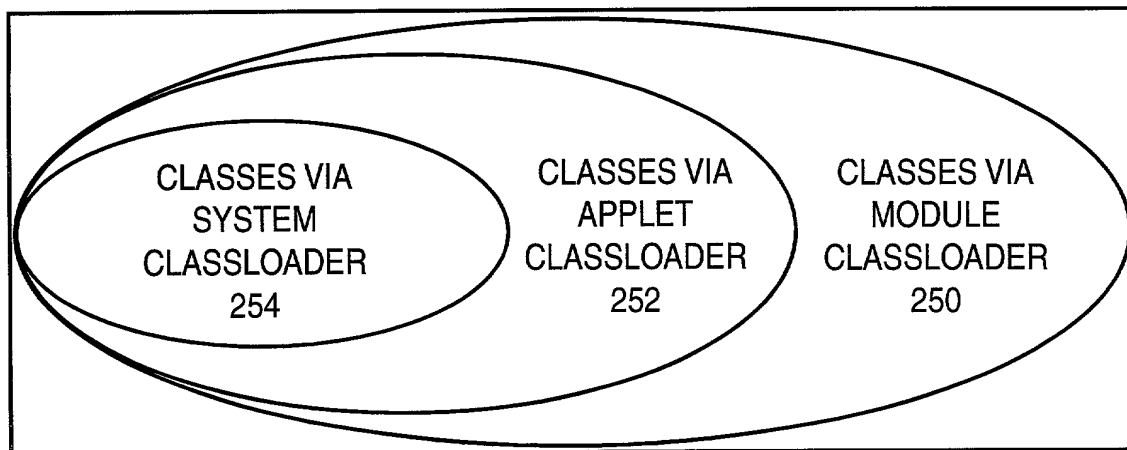 CLASSES VIA
SYSTEM
CLASSLOADER
254
CLASSES VIA
APPLET
CLASSLOADER
252
CLASSES VIA
MODULE
CLASSLOADER
250